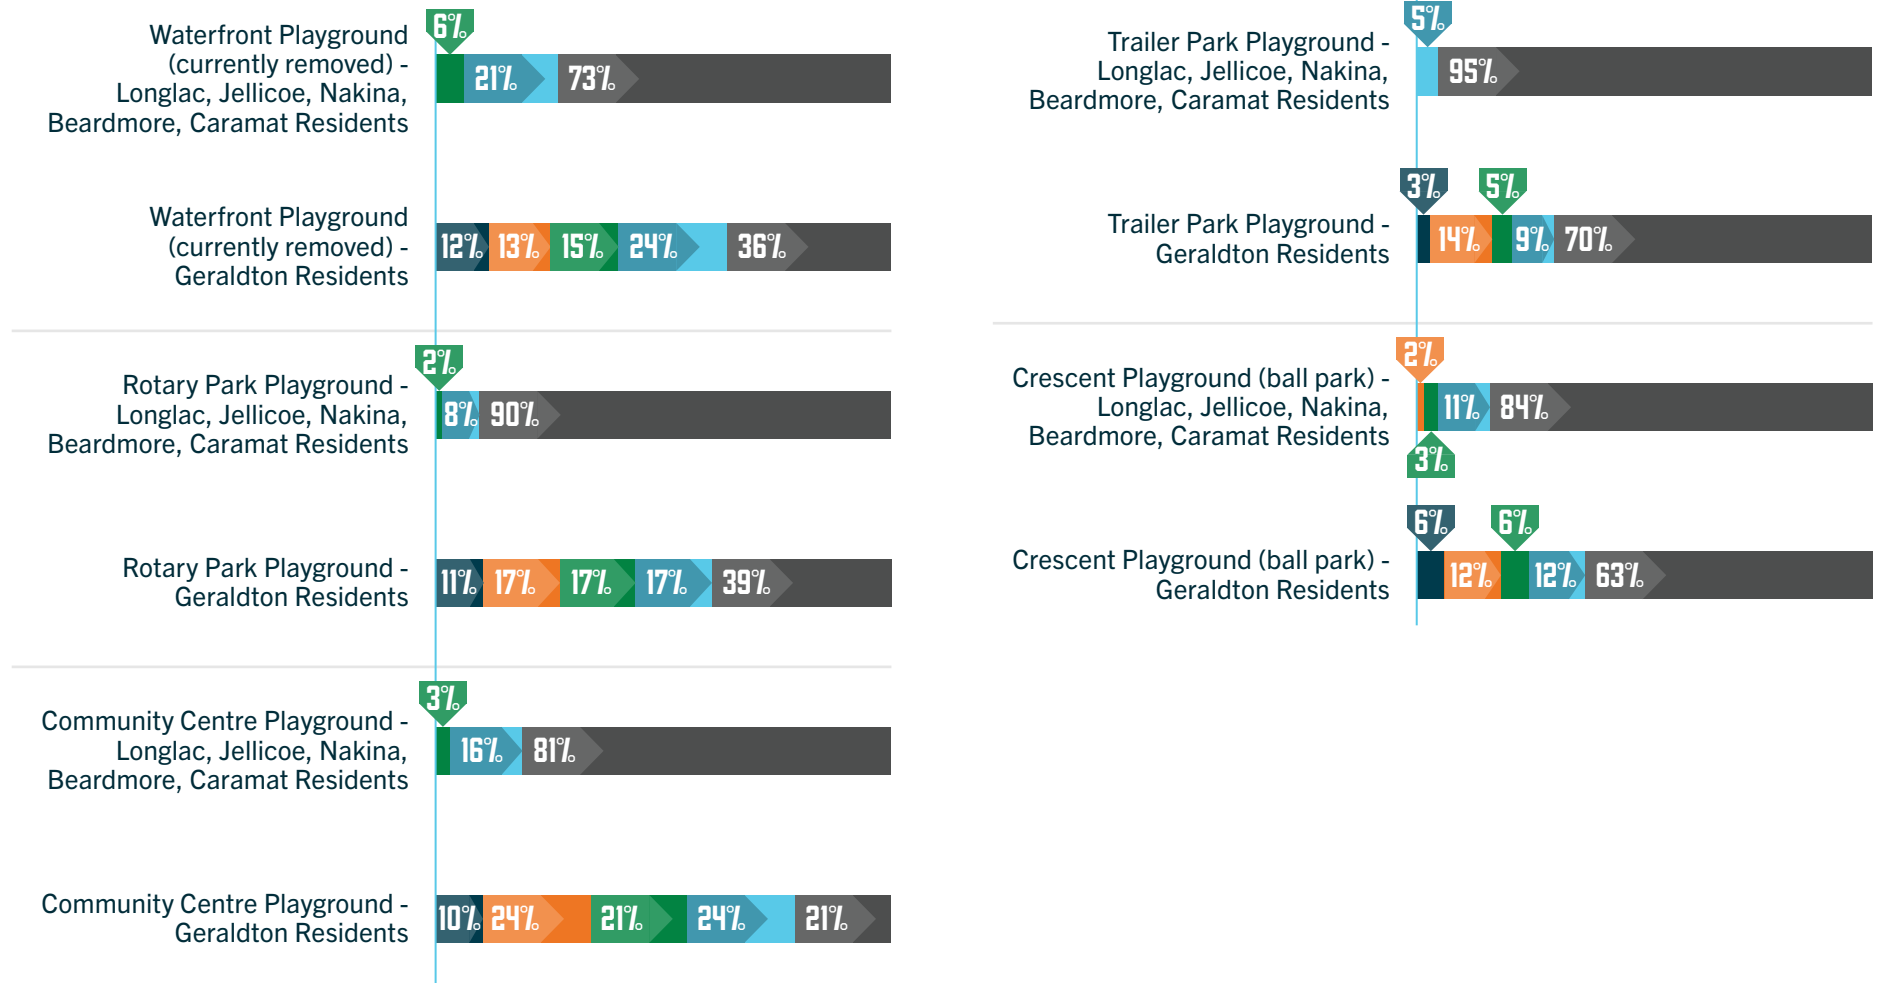 6%
Waterfront Playground
(currently removed) -
Longlac, Jellicoe, Nakina,
Beardmore, Caramat Residents
21% 73%
Waterfront Playground
(currently removed) -
Geraldton Residents
12% 13% 15% 24% 36%
2%
Rotary Park Playground -
Longlac, Jellicoe, Nakina,
Beardmore, Caramat Residents
8% 90%
Rotary Park Playground -
Geraldton Residents
11% 17% 17% 17% 39%
3%
Community Centre Playground -
Longlac, Jellicoe, Nakina,
Beardmore, Caramat Residents
16% 81%
Community Centre Playground -
Geraldton Residents
10% 24% 21% 24% 21%
5%
Trailer Park Playground -
Longlac, Jellicoe, Nakina,
Beardmore, Caramat Residents
95%
3% 5%
Trailer Park Playground -
Geraldton Residents
14% 9% 70%
2%
Crescent Playground (ball park) -
Longlac, Jellicoe, Nakina,
Beardmore, Caramat Residents
11% 84%
3%
6% 6%
Crescent Playground (ball park) -
Geraldton Residents
12% 12% 63%